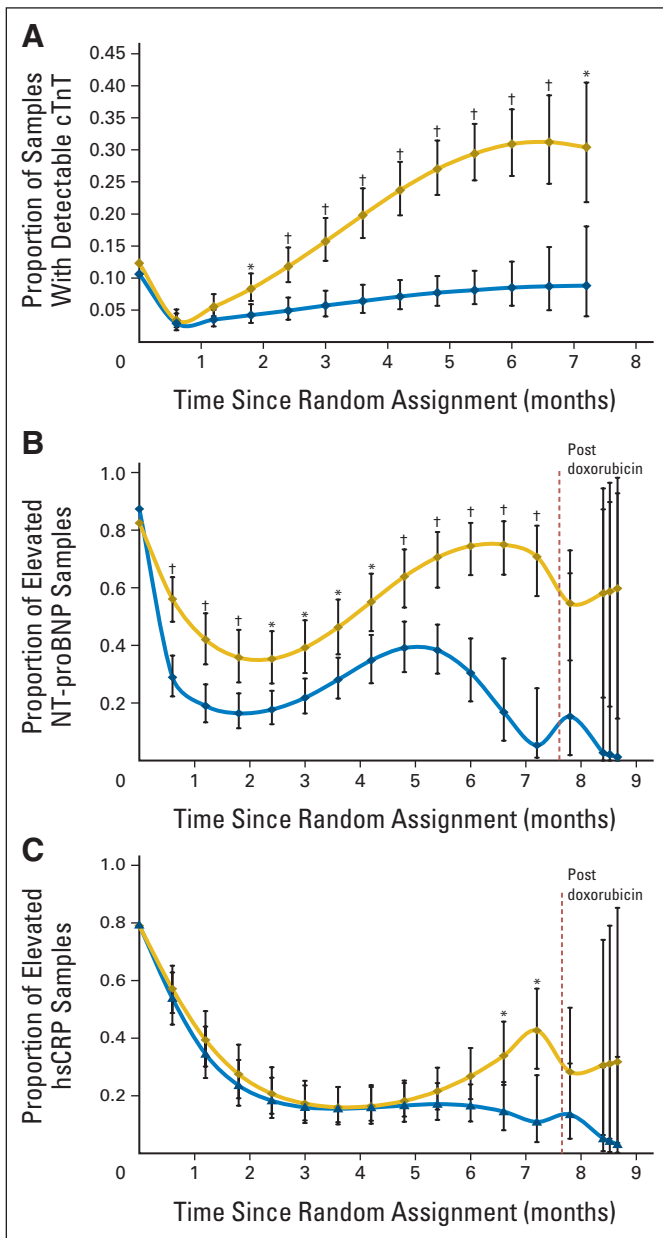 A
0.45
0.40
0.35
0.30
0.25
0.20
0.15
0.10
0.05
Proportion of Samples
With Detectable cTnT
* † † † † † † † † *
0 1 2 3 4 5 6 7 8
Time Since Random Assignment (months)
B
Post
doxorubicin
1.0
0.8
0.6
0.4
0.2
Proportion of Elevated
NT-proBNP Samples
† † † * * * * † † † † †
0 1 2 3 4 5 6 7 8 9
Time Since Random Assignment (months)
C
Post
doxorubicin
1.0
0.8
0.6
0.4
0.2
Proportion of Elevated
hsCRP Samples
* *
0 1 2 3 4 5 6 7 8 9
Time Since Random Assignment (months)